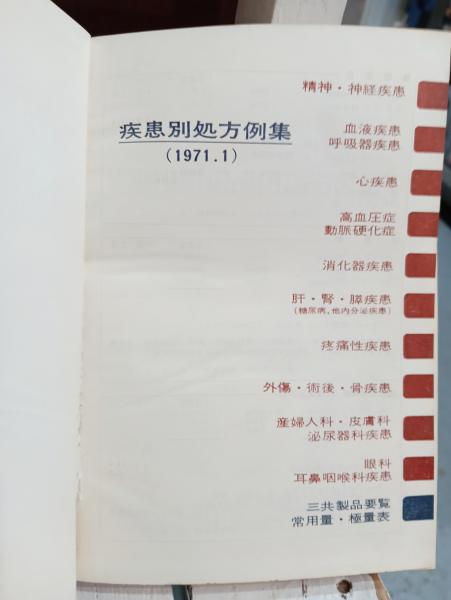 疾患別処方例集
(1971.1)
精神・神経疾患
血液疾患
呼吸器疾患
心疾患
高血圧症
動脈硬化症
消化器疾患
肝・腎・膵疾患
(糖尿病,他内分泌疾患)
疼痛性疾患
外傷・術後・骨疾患
産婦人科・皮膚科
泌尿器科疾患
眼科
耳鼻咽喉科疾患
三共製品要覧
常用量・極量表